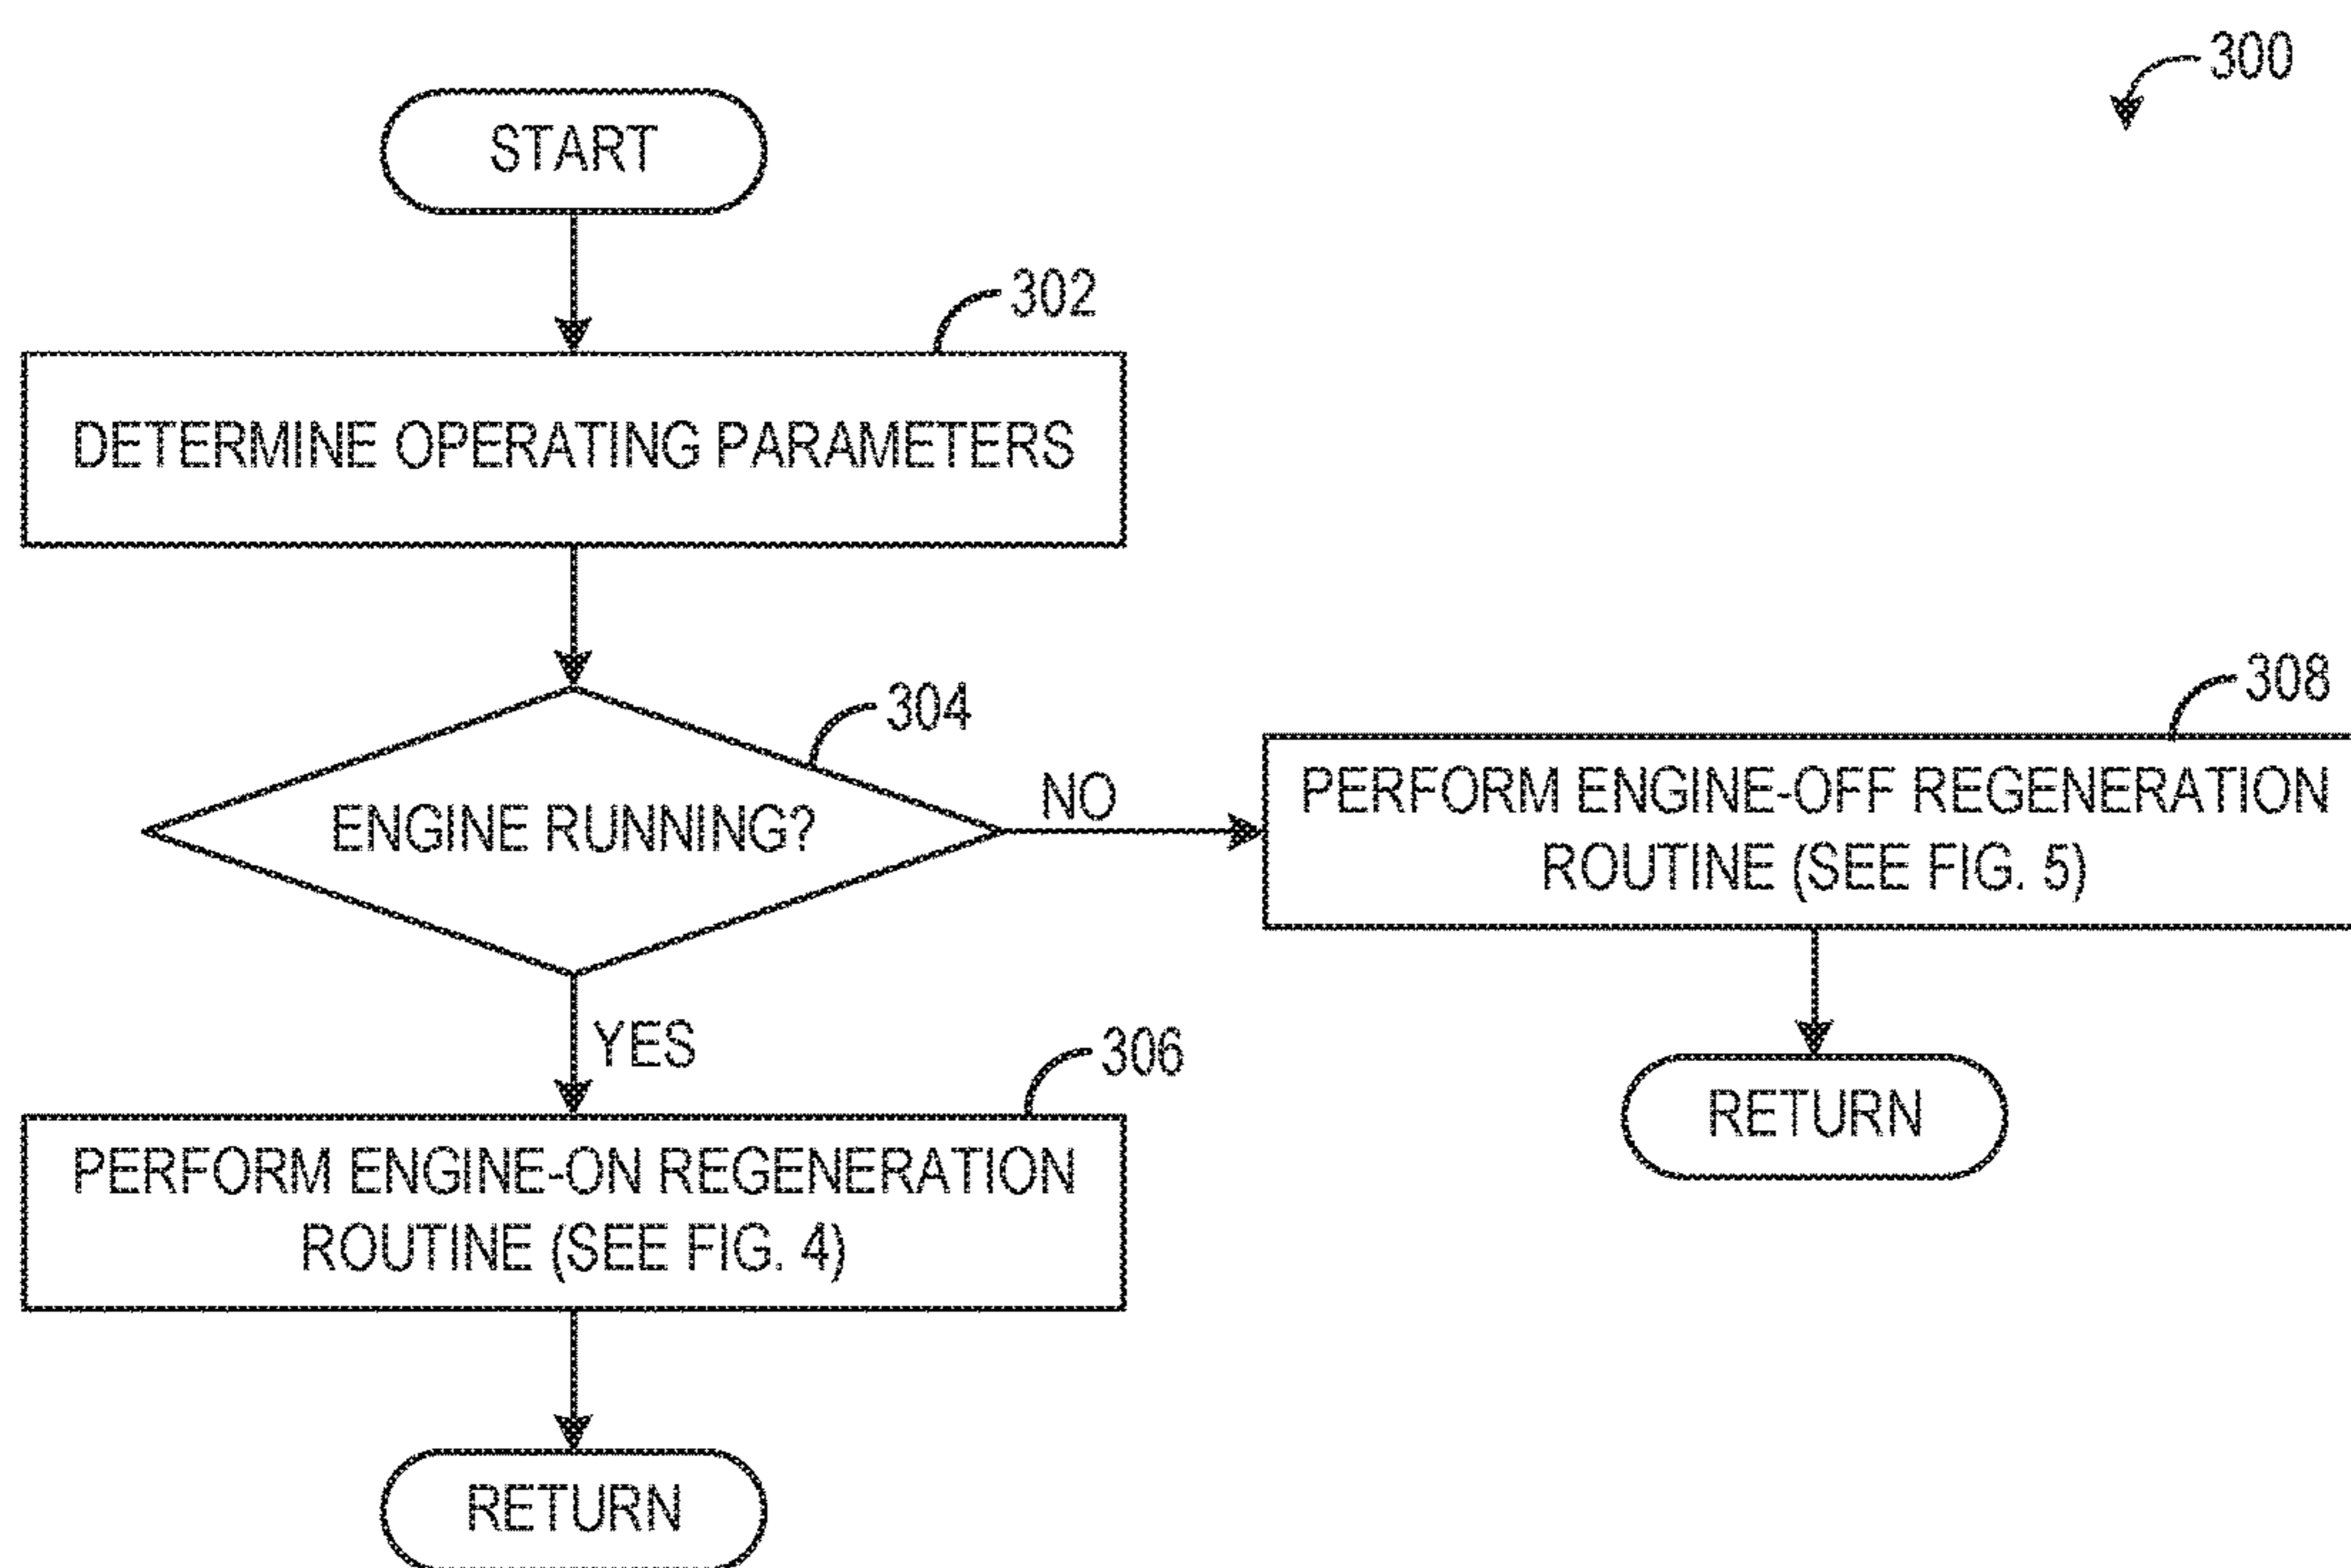 300
START
302
DETERMINE OPERATING PARAMETERS
304
ENGINE RUNNING?
NO
308
PERFORM ENGINE-OFF REGENERATION
ROUTINE (SEE FIG. 5)
RETURN
YES
306
PERFORM ENGINE-ON REGENERATION
ROUTINE (SEE FIG. 4)
RETURN